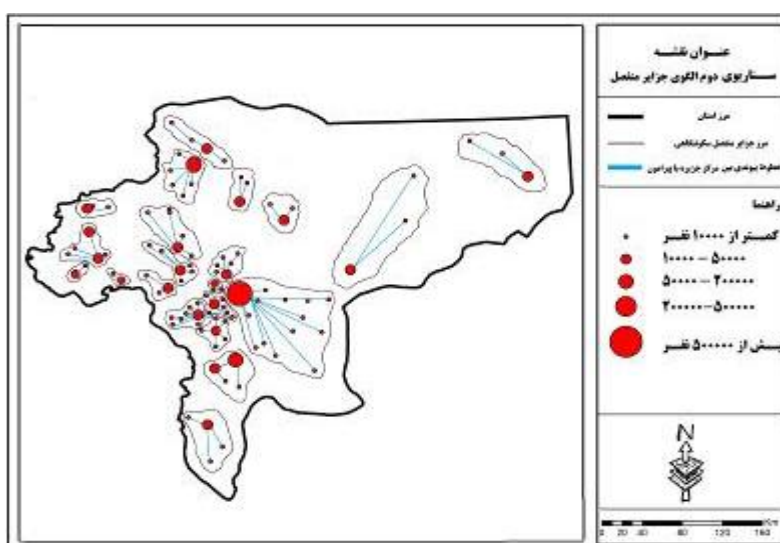 عنوان نقشه
سناریوی دوم الگوی جزایر منفصل
مرز استان
مرز جزایر منفصل سکونتگاهی
خطوط پیوندی بین مرکز جزیره با پیرامون
راهنما
کمتر از ۱۰۰۰۰ نفر
۱۰۰۰۰ – ۵۰۰۰۰
۵۰۰۰۰ – ۲۰۰۰۰۰
۲۰۰۰۰۰–۵۰۰۰۰۰
بیش از ۵۰۰۰۰۰ نفر
N
0 20 40 80 120 160